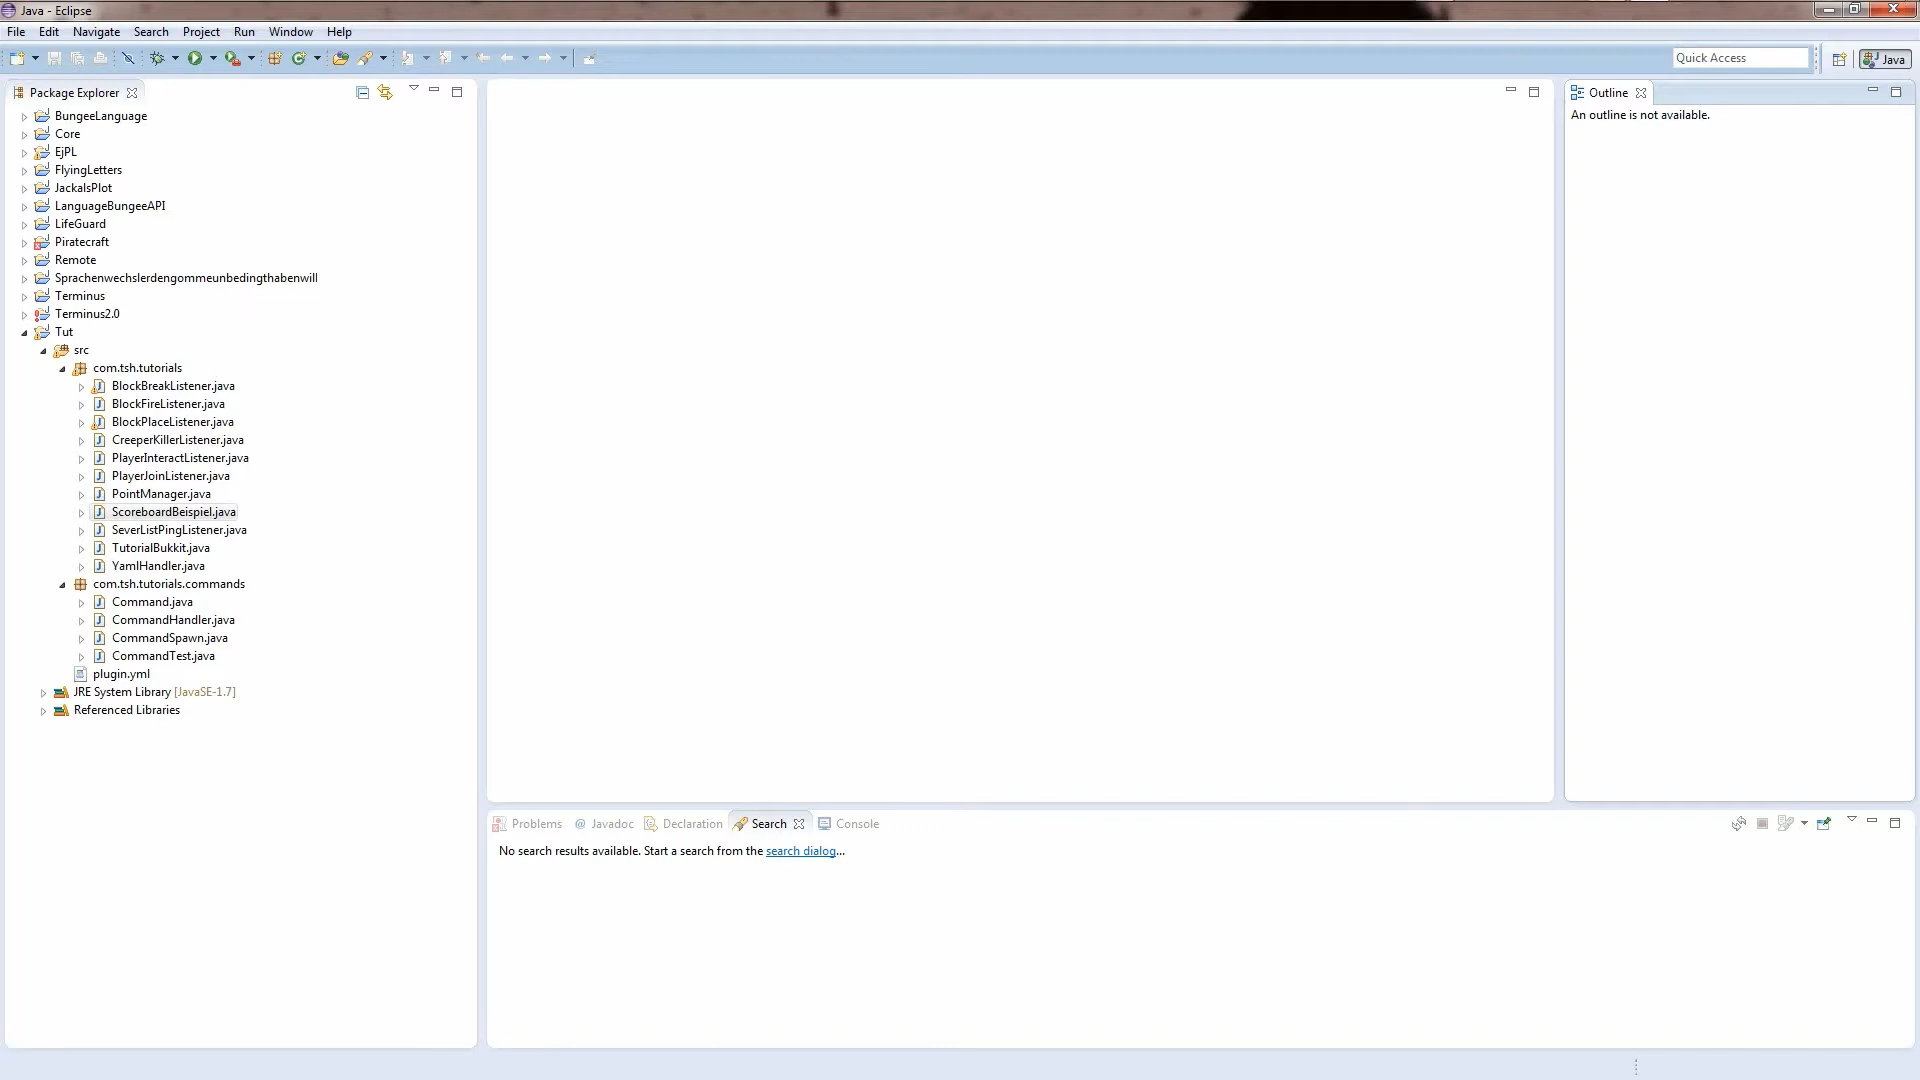 Java - Eclipse
File Edit Navigate Search Project Run Window Help
Quick Access
Java
Package Explorer
BungeeLanguage
Core
EjPL
FlyingLetters
JackalsPlot
LanguageBungeeAPI
LifeGuard
Piratecraft
Remote
Sprachenwechslerdengommeunbedingthabenwill
Terminus
Terminus2.0
Tut
src
com.tsh.tutorials
BlockBreakListener.java
BlockFireListener.java
BlockPlaceListener.java
CreeperKillerListener.java
PlayerInteractListener.java
PlayerJoinListener.java
PointManager.java
ScoreboardBeispiel.java
SeverListPingListener.java
TutorialBukkit.java
YamlHandler.java
com.tsh.tutorials.commands
Command.java
CommandHandler.java
CommandSpawn.java
CommandTest.java
plugin.yml
JRE System Library [JavaSE-1.7]
Referenced Libraries
Outline
An outline is not available.
Problems @ Javadoc Declaration Search Console
No search results available. Start a search from the search dialog...